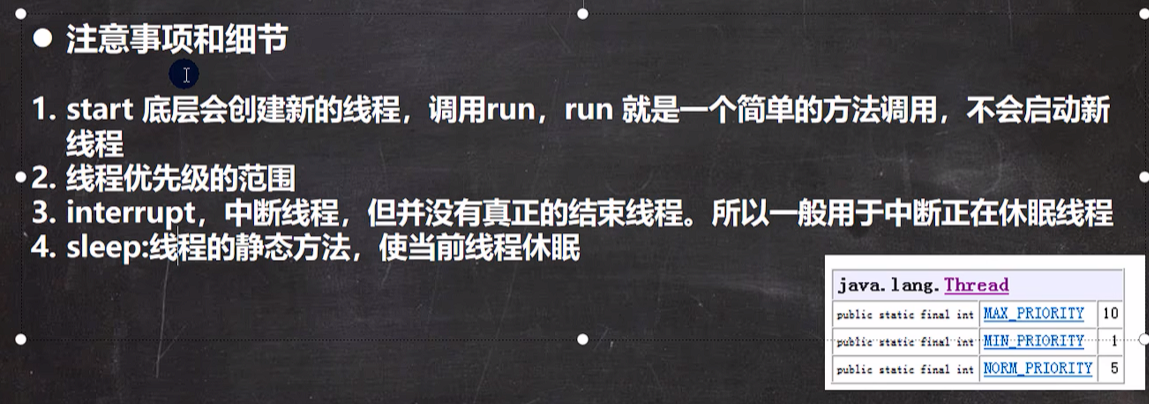 注意事项和细节
1. start 底层会创建新的线程，调用run，run 就是一个简单的方法调用，不会启动新
线程
2. 线程优先级的范围
3. interrupt，中断线程，但并没有真正的结束线程。所以一般用于中断正在休眠线程
4. sleep:线程的静态方法，使当前线程休眠
java.lang.Thread
public static final int MAX_PRIORITY 10
public static final int MIN_PRIORITY 1
public static final int NORM_PRIORITY 5